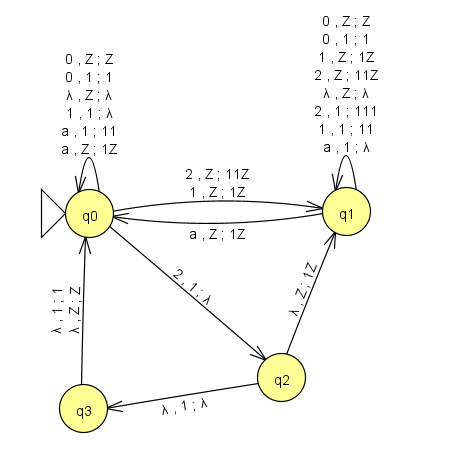 0 , Z ; Z
0 , 1 ; 1
λ , Z ; λ
1 , 1 ; λ
a , 1 ; 11
a , Z ; 1Z
0 , Z ; Z
0 , 1 ; 1
1 , Z ; 1Z
2 , Z ; 11Z
λ , Z ; λ
2 , 1 ; 111
1 , 1 ; 11
a , 1 ; λ
2 , Z ; 11Z
1 , Z ; 1Z
q0
q1
a , Z ; 1Z
2 , 1 ; λ
λ , Z ; 1Z
λ , 1 ; 1
λ , Z ; Z
q2
q3
λ , 1 ; λ